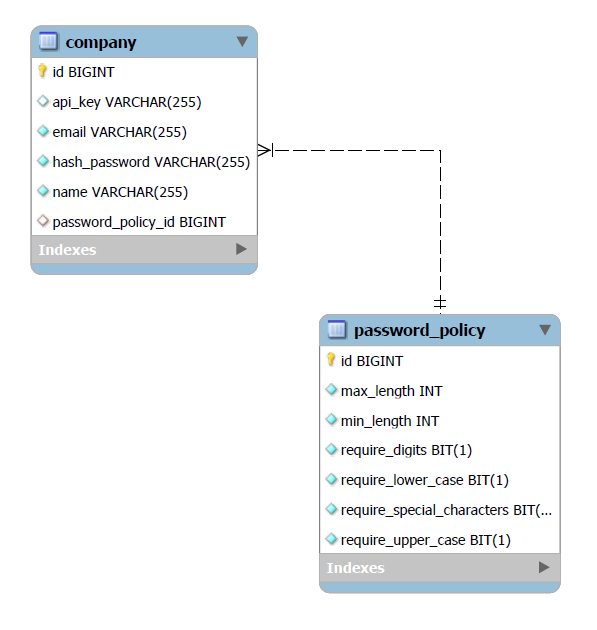 company
id BIGINT
api_key VARCHAR(255)
email VARCHAR(255)
hash_password VARCHAR(255)
name VARCHAR(255)
password_policy_id BIGINT
Indexes
password_policy
id BIGINT
max_length INT
min_length INT
require_digits BIT(1)
require_lower_case BIT(1)
require_special_characters BIT(...
require_upper_case BIT(1)
Indexes